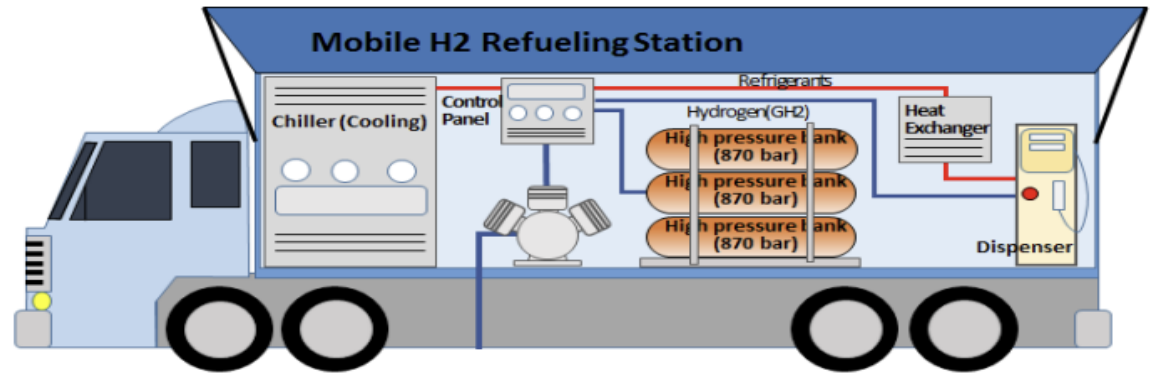 Mobile H2 Refueling Station
Refrigerants
Chiller (Cooling)
Control
Panel
Hydrogen(GH2)
Heat
Exchanger
High pressure bank
(870 bar)
High pressure bank
(870 bar)
High pressure bank
(870 bar)
Dispenser